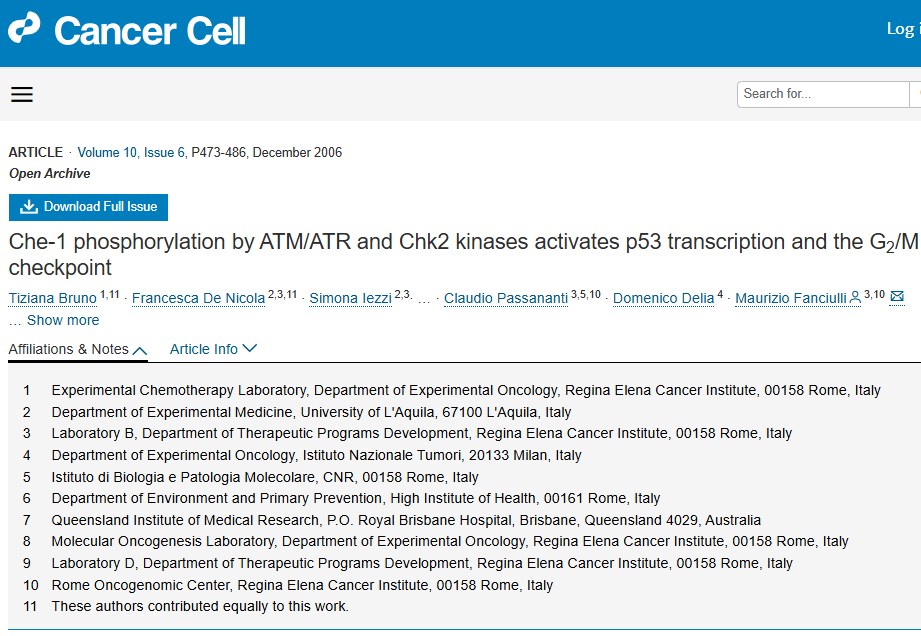 Cancer Cell
Log i
Search for...
ARTICLE · Volume 10, Issue 6, P473-486, December 2006
Open Archive
Download Full Issue
Che-1 phosphorylation by ATM/ATR and Chk2 kinases activates p53 transcription and the G2/M
checkpoint
Tiziana Bruno 1,11 · Francesca De Nicola 2,3,11 · Simona Iezzi 2,3. ... · Claudio Passananti 3,5,10 · Domenico Delia 4 · Maurizio Fanciulli 3,10
... Show more
Affiliations & Notes Article Info
1 Experimental Chemotherapy Laboratory, Department of Experimental Oncology, Regina Elena Cancer Institute, 00158 Rome, Italy
2 Department of Experimental Medicine, University of L'Aquila, 67100 L'Aquila, Italy
3 Laboratory B, Department of Therapeutic Programs Development, Regina Elena Cancer Institute, 00158 Rome, Italy
4 Department of Experimental Oncology, Istituto Nazionale Tumori, 20133 Milan, Italy
5 Istituto di Biologia e Patologia Molecolare, CNR, 00158 Rome, Italy
6 Department of Environment and Primary Prevention, High Institute of Health, 00161 Rome, Italy
7 Queensland Institute of Medical Research, P.O. Royal Brisbane Hospital, Brisbane, Queensland 4029, Australia
8 Molecular Oncogenesis Laboratory, Department of Experimental Oncology, Regina Elena Cancer Institute, 00158 Rome, Italy
9 Laboratory D, Department of Therapeutic Programs Development, Regina Elena Cancer Institute, 00158 Rome, Italy
10 Rome Oncogenomic Center, Regina Elena Cancer Institute, 00158 Rome, Italy
11 These authors contributed equally to this work.